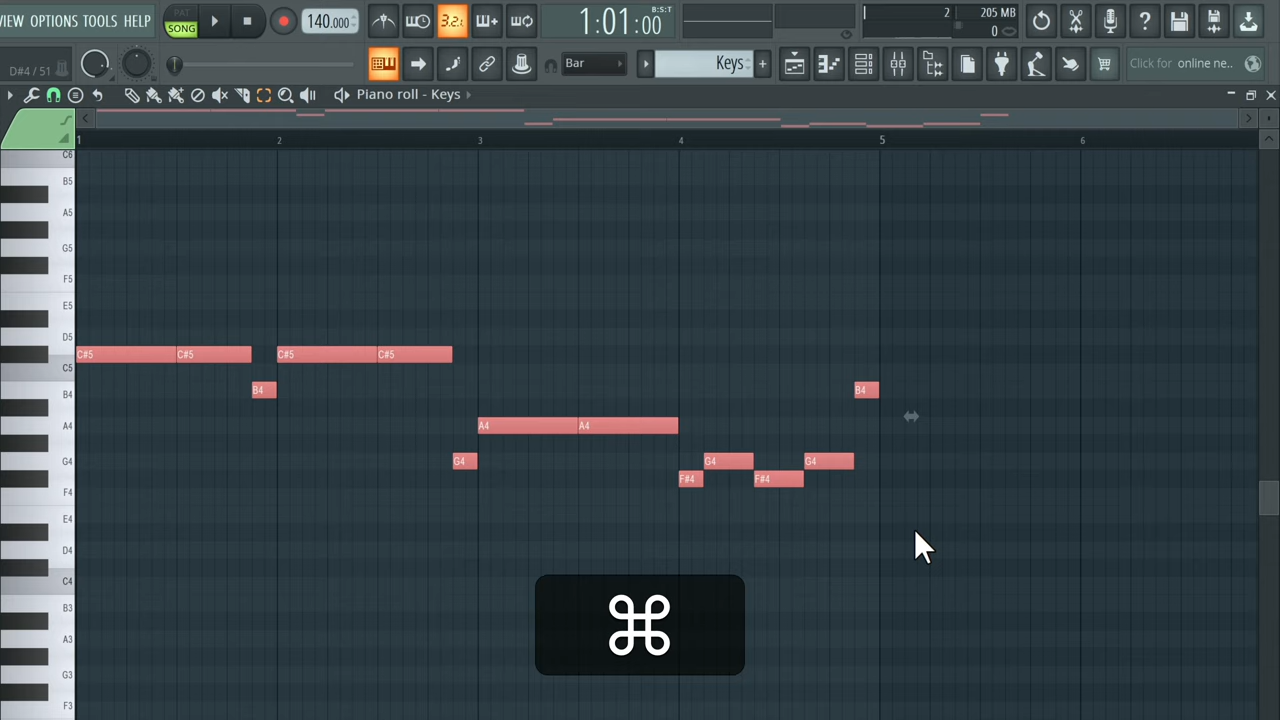 VIEW OPTIONS TOOLS HELP
PAT
SONG
140.000
3.2.
1:01:00
B:S:T
2
205 MB
0
D#4 / 51
Bar
Keys
Click for online ne..
Piano roll - Keys
1 2 3 4 5 6
C6
B5
A5
G5
F5
E5
D5
C#5 C#5 C#5 C#5
C5
B4 B4 B4
A4 A4 A4
G4 G4 G4 G4
F#4 F#4
F4
E4
D4
C4
B3
A3
G3
F3